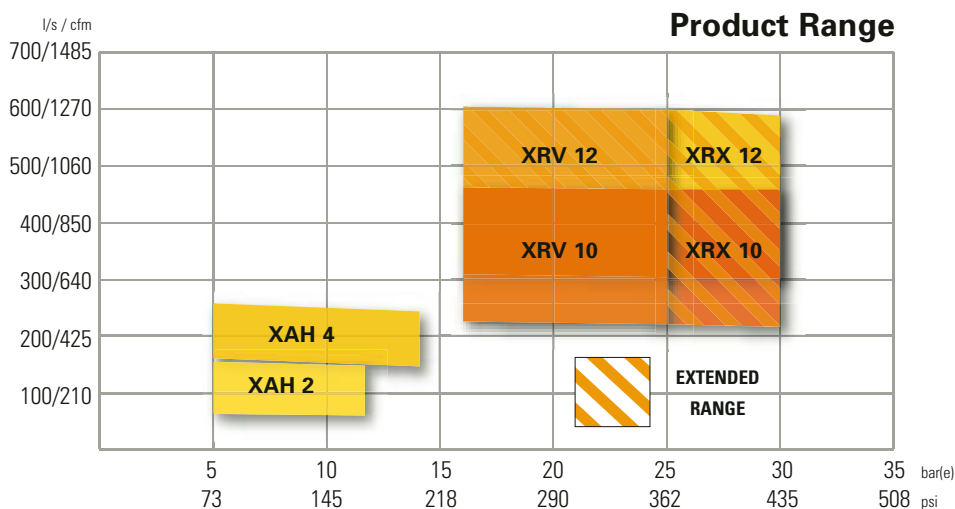 l/s / cfm
Product Range
700/1485
600/1270
500/1060
400/850
300/640
200/425
100/210
XRV 12
XRX 12
XRV 10
XRX 10
XAH 4
XAH 2
EXTENDED
RANGE
5 10 15 20 25 30 35 bar(e)
73 145 218 290 362 435 508 psi